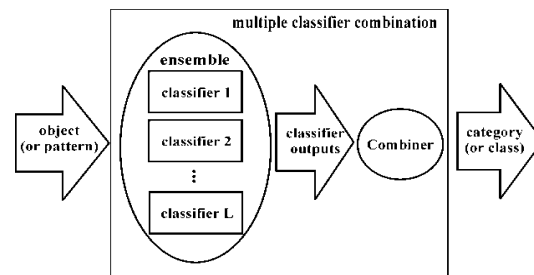 multiple classifier combination
object
(or pattern)
ensemble
classifier 1
classifier 2
...
classifier L
classifier
outputs
Combiner
category
(or class)